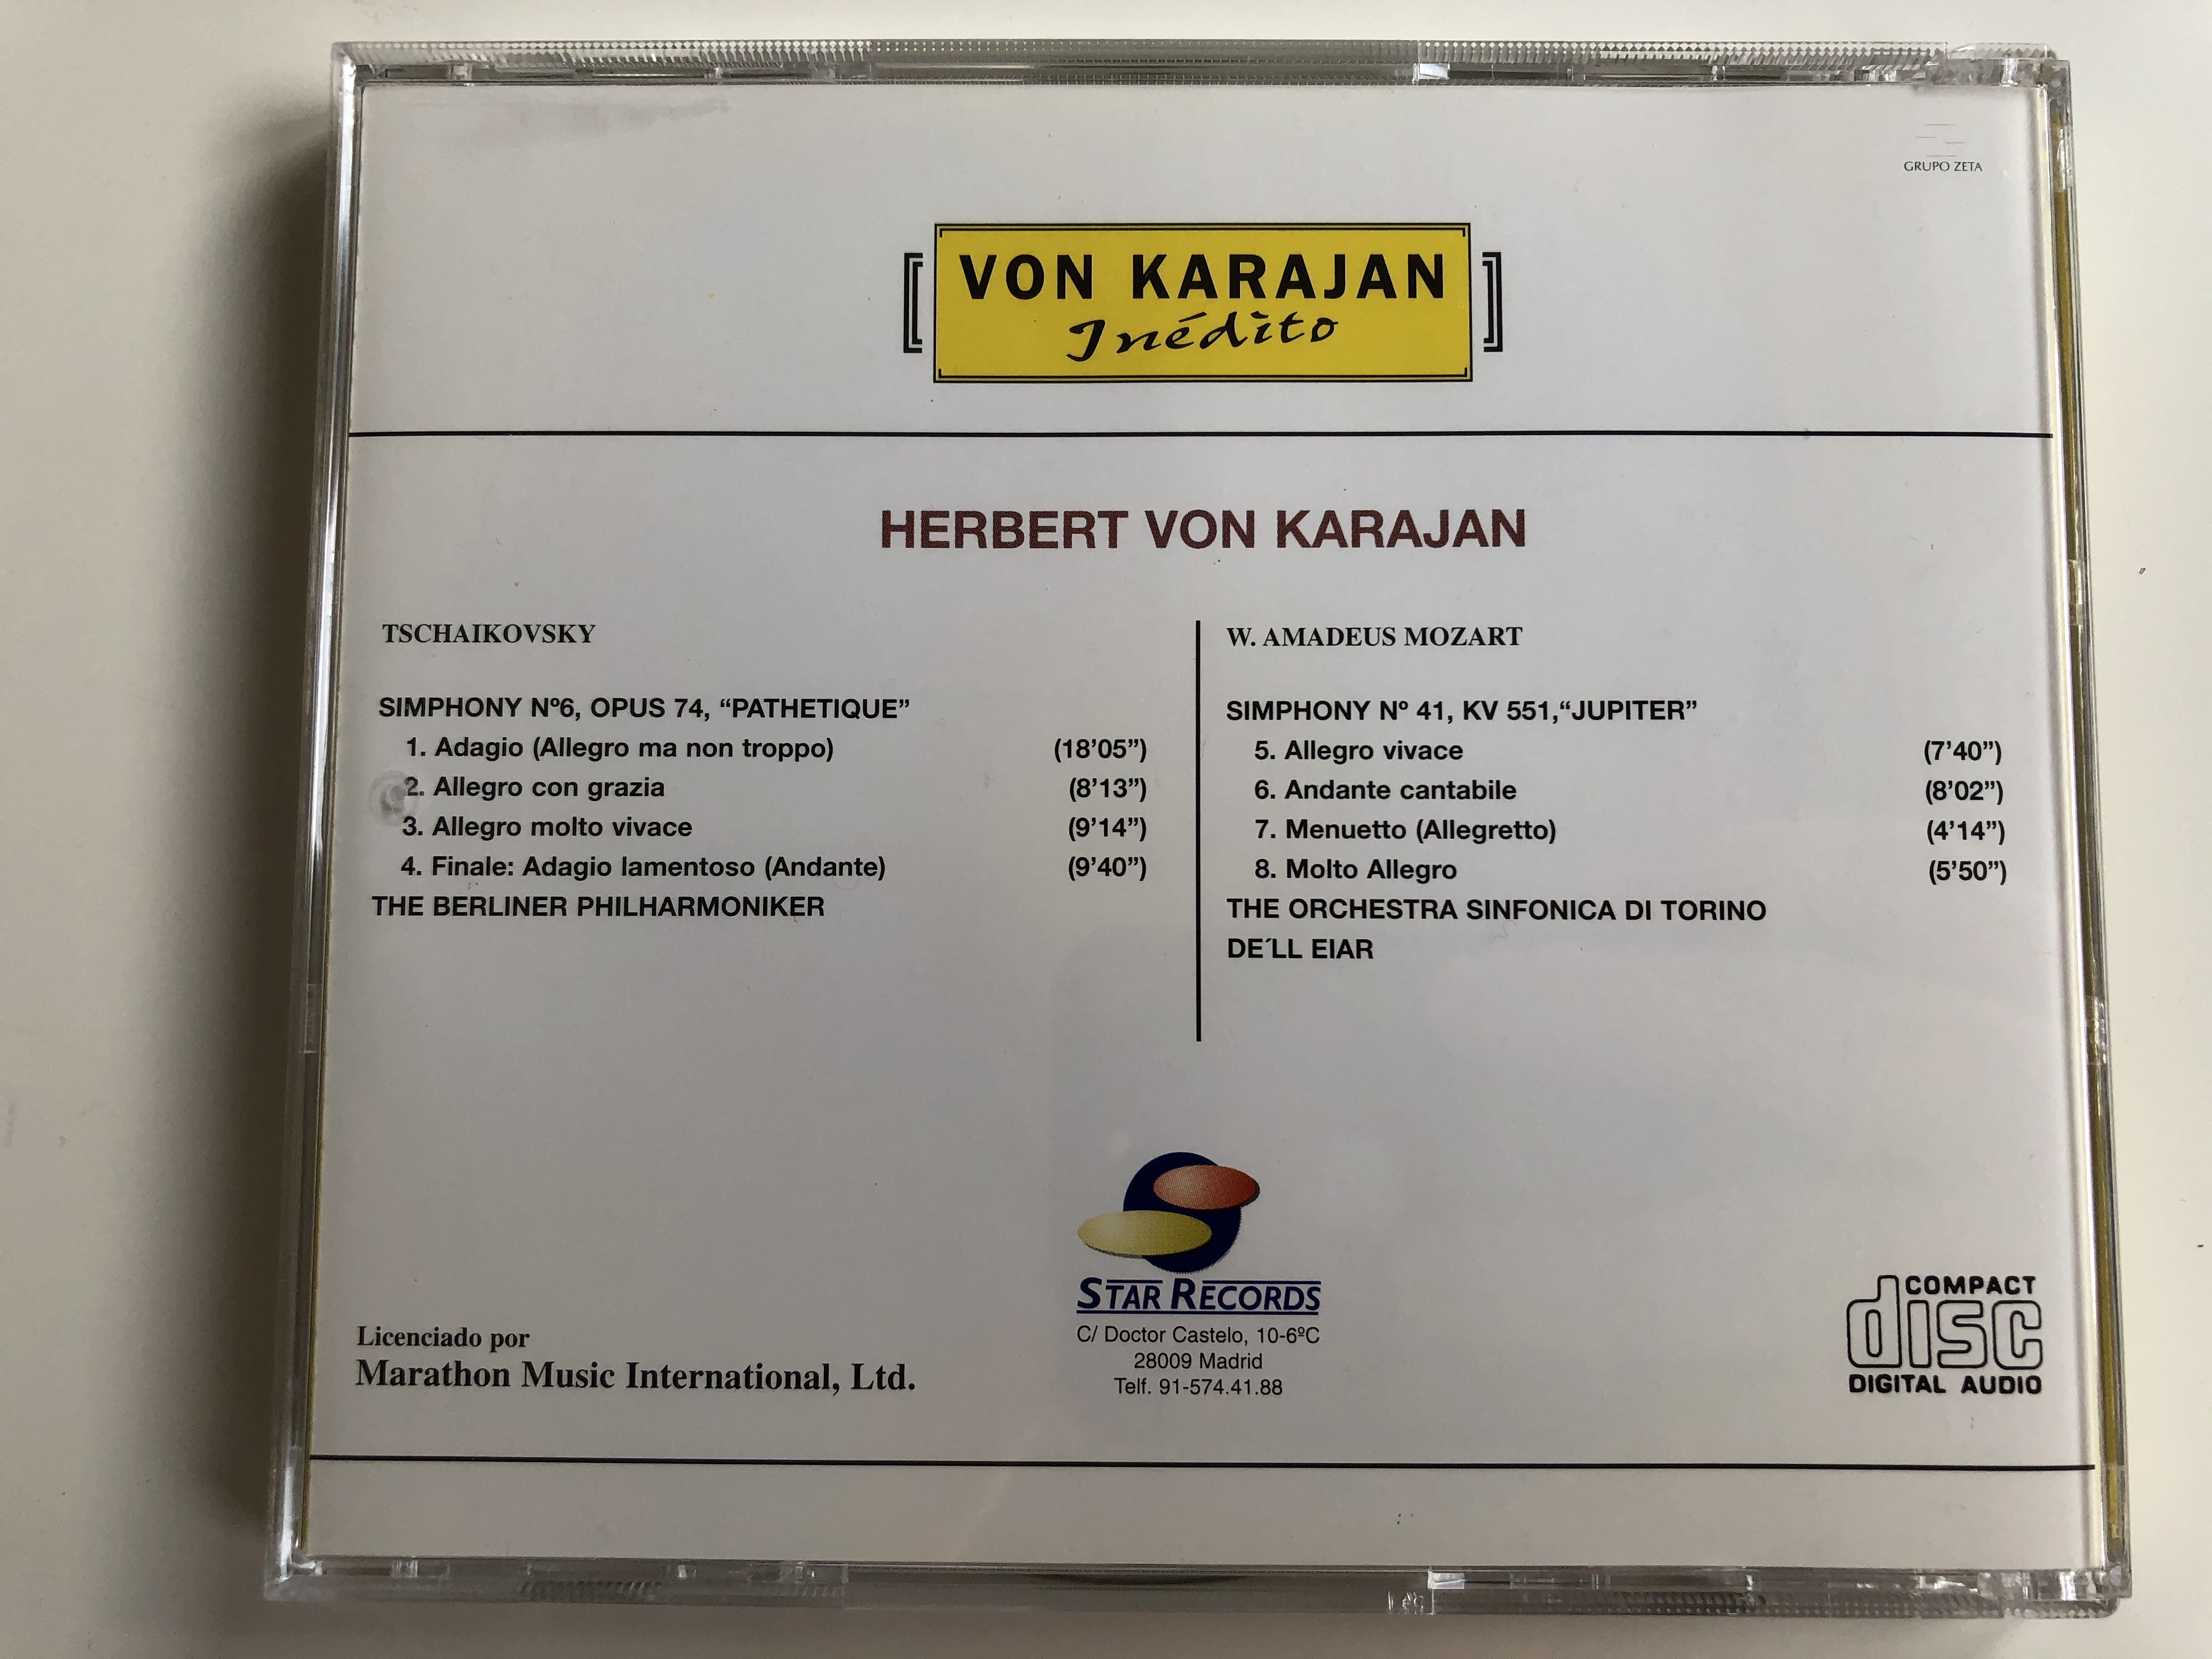 GRUPO ZETA
VON KARAJAN
Inédito
HERBERT VON KARAJAN
TSCHAIKOVSKY
SIMPHONY Nº6, OPUS 74, “PATHETIQUE”
1. Adagio (Allegro ma non troppo) (18’05”)
2. Allegro con grazia (8’13”)
3. Allegro molto vivace (9’14”)
4. Finale: Adagio lamentoso (Andante) (9’40”)
THE BERLINER PHILHARMONIKER
W. AMADEUS MOZART
SIMPHONY Nº 41, KV 551,“JUPITER”
5. Allegro vivace (7’40”)
6. Andante cantabile (8’02”)
7. Menuetto (Allegretto) (4’14”)
8. Molto Allegro (5’50”)
THE ORCHESTRA SINFONICA DI TORINO
DE´LL EIAR
Licenciado por
Marathon Music International, Ltd.
STAR RECORDS
C/ Doctor Castelo, 10-6ºC
28009 Madrid
Telf. 91-574.41.88
COMPACT
disc
DIGITAL AUDIO